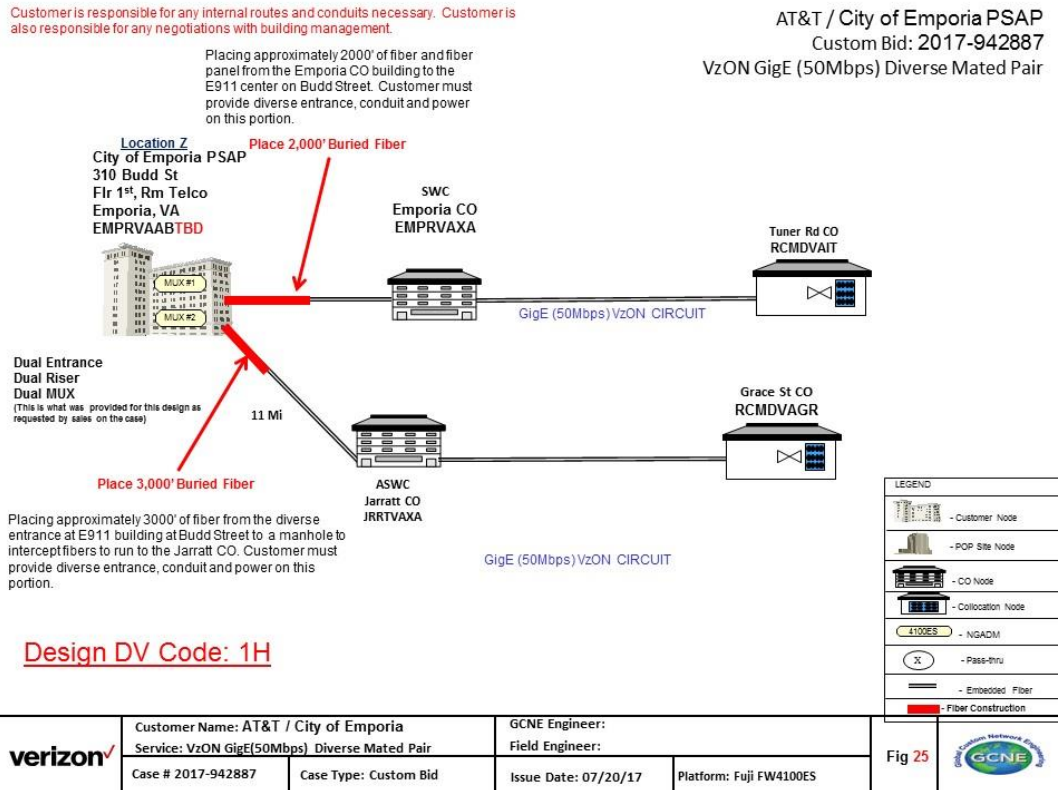 Customer is responsible for any internal routes and conduits necessary. Customer is
also responsible for any negotiations with building management.
AT&T / City of Emporia PSAP
Custom Bid: 2017-942887
VzON GigE (50Mbps) Diverse Mated Pair
Placing approximately 2000' of fiber and fiber
panel from the Emporia CO building to the
E911 center on Budd Street. Customer must
provide diverse entrance, conduit and power
on this portion.
Location Z
City of Emporia PSAP
310 Budd St
Flr 1st, Rm Telco
Emporia, VA
EMPRVAABTBD
Place 2,000' Buried Fiber
SWC
Emporia CO
EMPRVAXA
Tuner Rd CO
RCMDVAIT
MUX #1
MUX #2
GigE (50Mbps) VzON CIRCUIT
Dual Entrance
Dual Riser
Dual MUX
(This is what was provided for this design as
requested by sales on the case)
11 Mi
Grace St CO
RCMDVAGR
Place 3,000' Buried Fiber
ASWC
Jarratt CO
JRRTVAXA
Placing approximately 3000' of fiber from the diverse
entrance at E911 building at Budd Street to a manhole to
intercept fibers to run to the Jarratt CO. Customer must
provide diverse entrance, conduit and power on this
portion.
GigE (50Mbps) VzON CIRCUIT
Design DV Code: 1H
LEGEND
- Customer Node
- POP Site Node
- CO Node
- Collocation Node
4100ES - NGADM
X - Pass-thru
- Embedded Fiber
- Fiber Construction
verizon
Customer Name: AT&T / City of Emporia
Service: VzON GigE(50Mbps) Diverse Mated Pair
Case # 2017-942887
Case Type: Custom Bid
GCNE Engineer:
Field Engineer:
Issue Date: 07/20/17
Platform: Fuji FW4100ES
Fig 25
Global Custom Network Engineering
GCNE